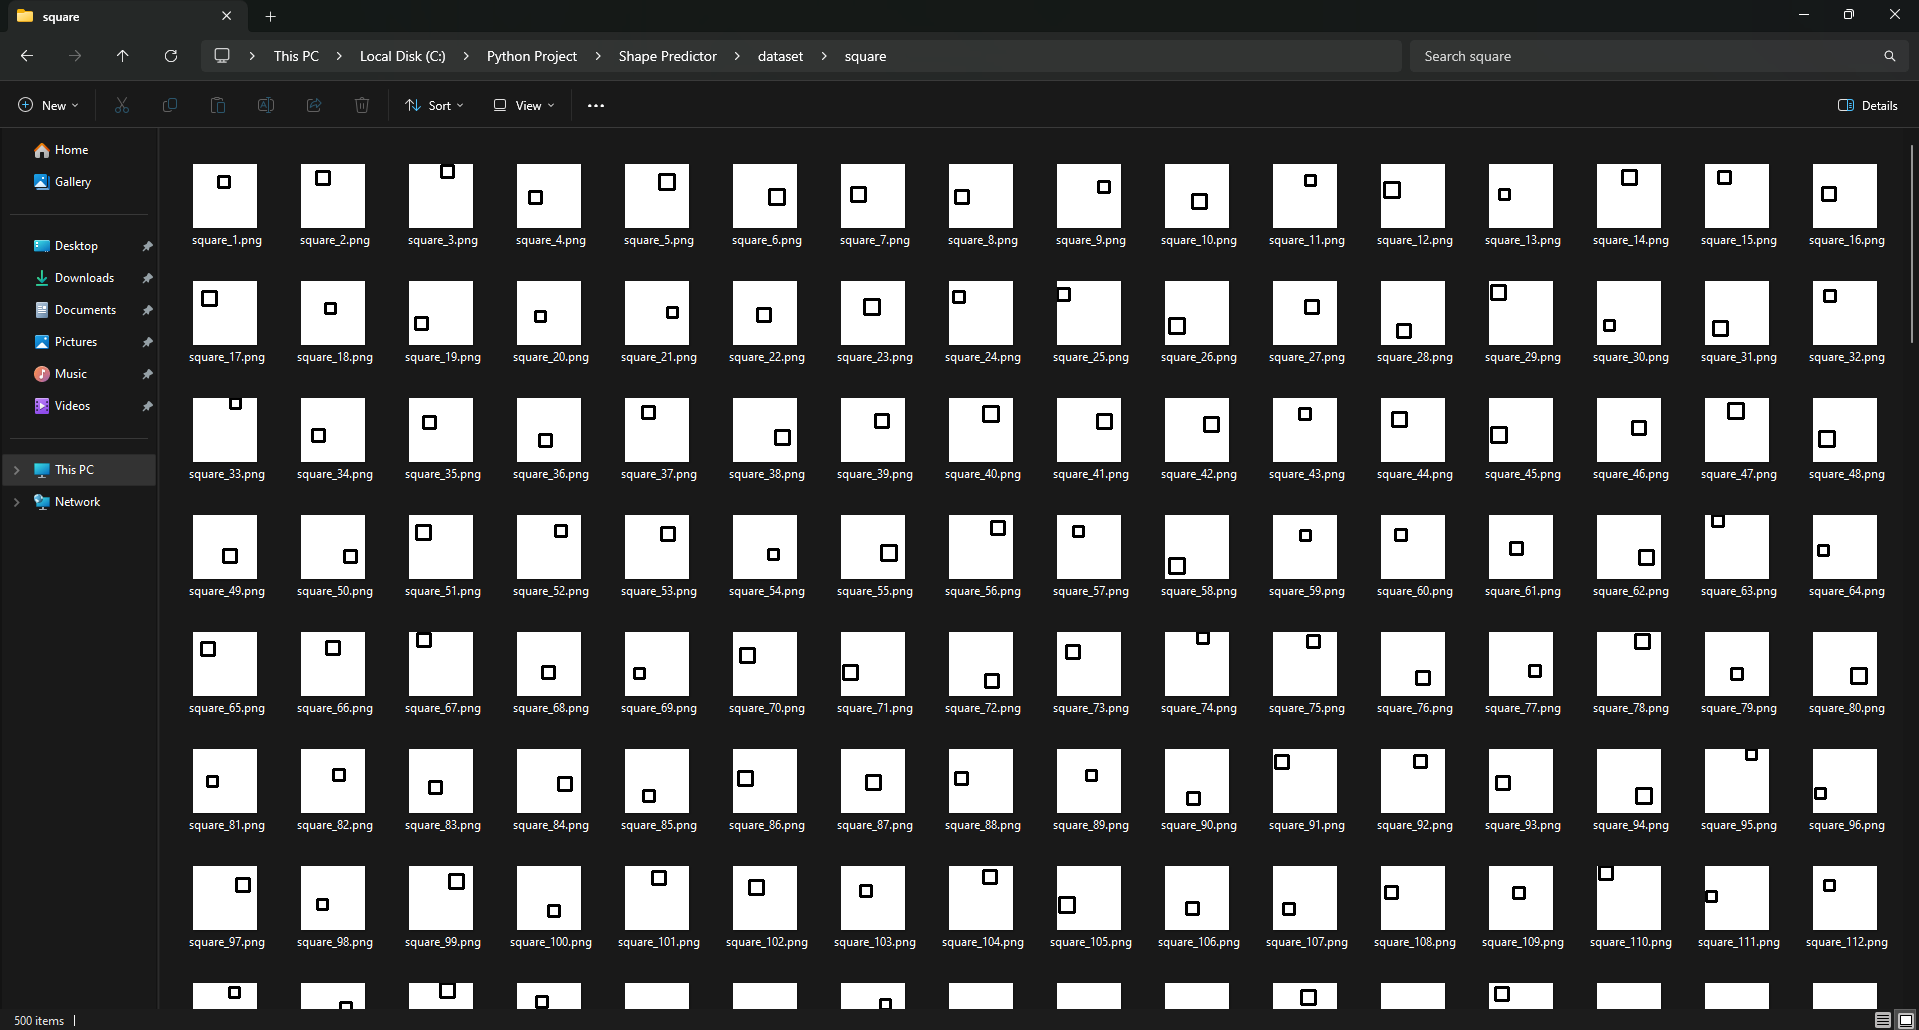 square
This PC
Local Disk (C:)
Python Project
Shape Predictor
dataset
square
Search square
New
Sort
View
Details
Home
Gallery
Desktop
Downloads
Documents
Pictures
Music
Videos
This PC
Network
square_1.png square_2.png square_3.png square_4.png square_5.png square_6.png square_7.png square_8.png square_9.png square_10.png square_11.png square_12.png square_13.png square_14.png square_15.png square_16.png
square_17.png square_18.png square_19.png square_20.png square_21.png square_22.png square_23.png square_24.png square_25.png square_26.png square_27.png square_28.png square_29.png square_30.png square_31.png square_32.png
square_33.png square_34.png square_35.png square_36.png square_37.png square_38.png square_39.png square_40.png square_41.png square_42.png square_43.png square_44.png square_45.png square_46.png square_47.png square_48.png
square_49.png square_50.png square_51.png square_52.png square_53.png square_54.png square_55.png square_56.png square_57.png square_58.png square_59.png square_60.png square_61.png square_62.png square_63.png square_64.png
square_65.png square_66.png square_67.png square_68.png square_69.png square_70.png square_71.png square_72.png square_73.png square_74.png square_75.png square_76.png square_77.png square_78.png square_79.png square_80.png
square_81.png square_82.png square_83.png square_84.png square_85.png square_86.png square_87.png square_88.png square_89.png square_90.png square_91.png square_92.png square_93.png square_94.png square_95.png square_96.png
square_97.png square_98.png square_99.png square_100.png square_101.png square_102.png square_103.png square_104.png square_105.png square_106.png square_107.png square_108.png square_109.png square_110.png square_111.png square_112.png
500 items